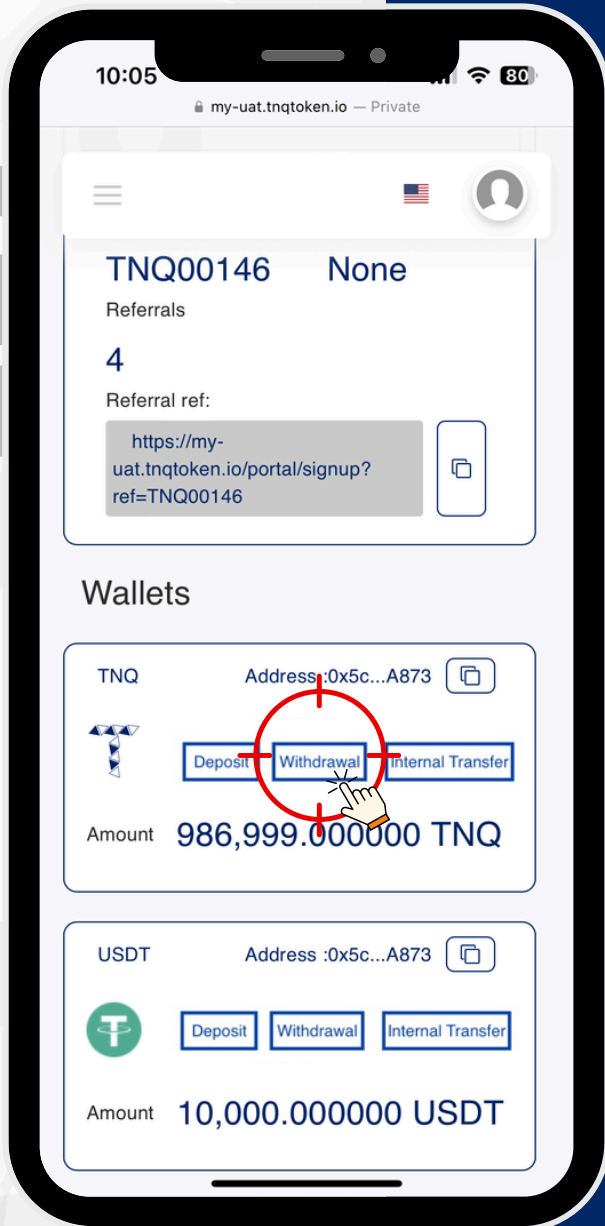 10:05
80
my-uat.tnqtoken.io — Private
TNQ00146 None
Referrals
4
Referral ref:
https://my-
uat.tnqtoken.io/portal/signup?
ref=TNQ00146
Wallets
TNQ Address :0x5c...A873
Deposit Withdrawal Internal Transfer
Amount 986,999.000000 TNQ
USDT Address :0x5c...A873
Deposit Withdrawal Internal Transfer
Amount 10,000.000000 USDT